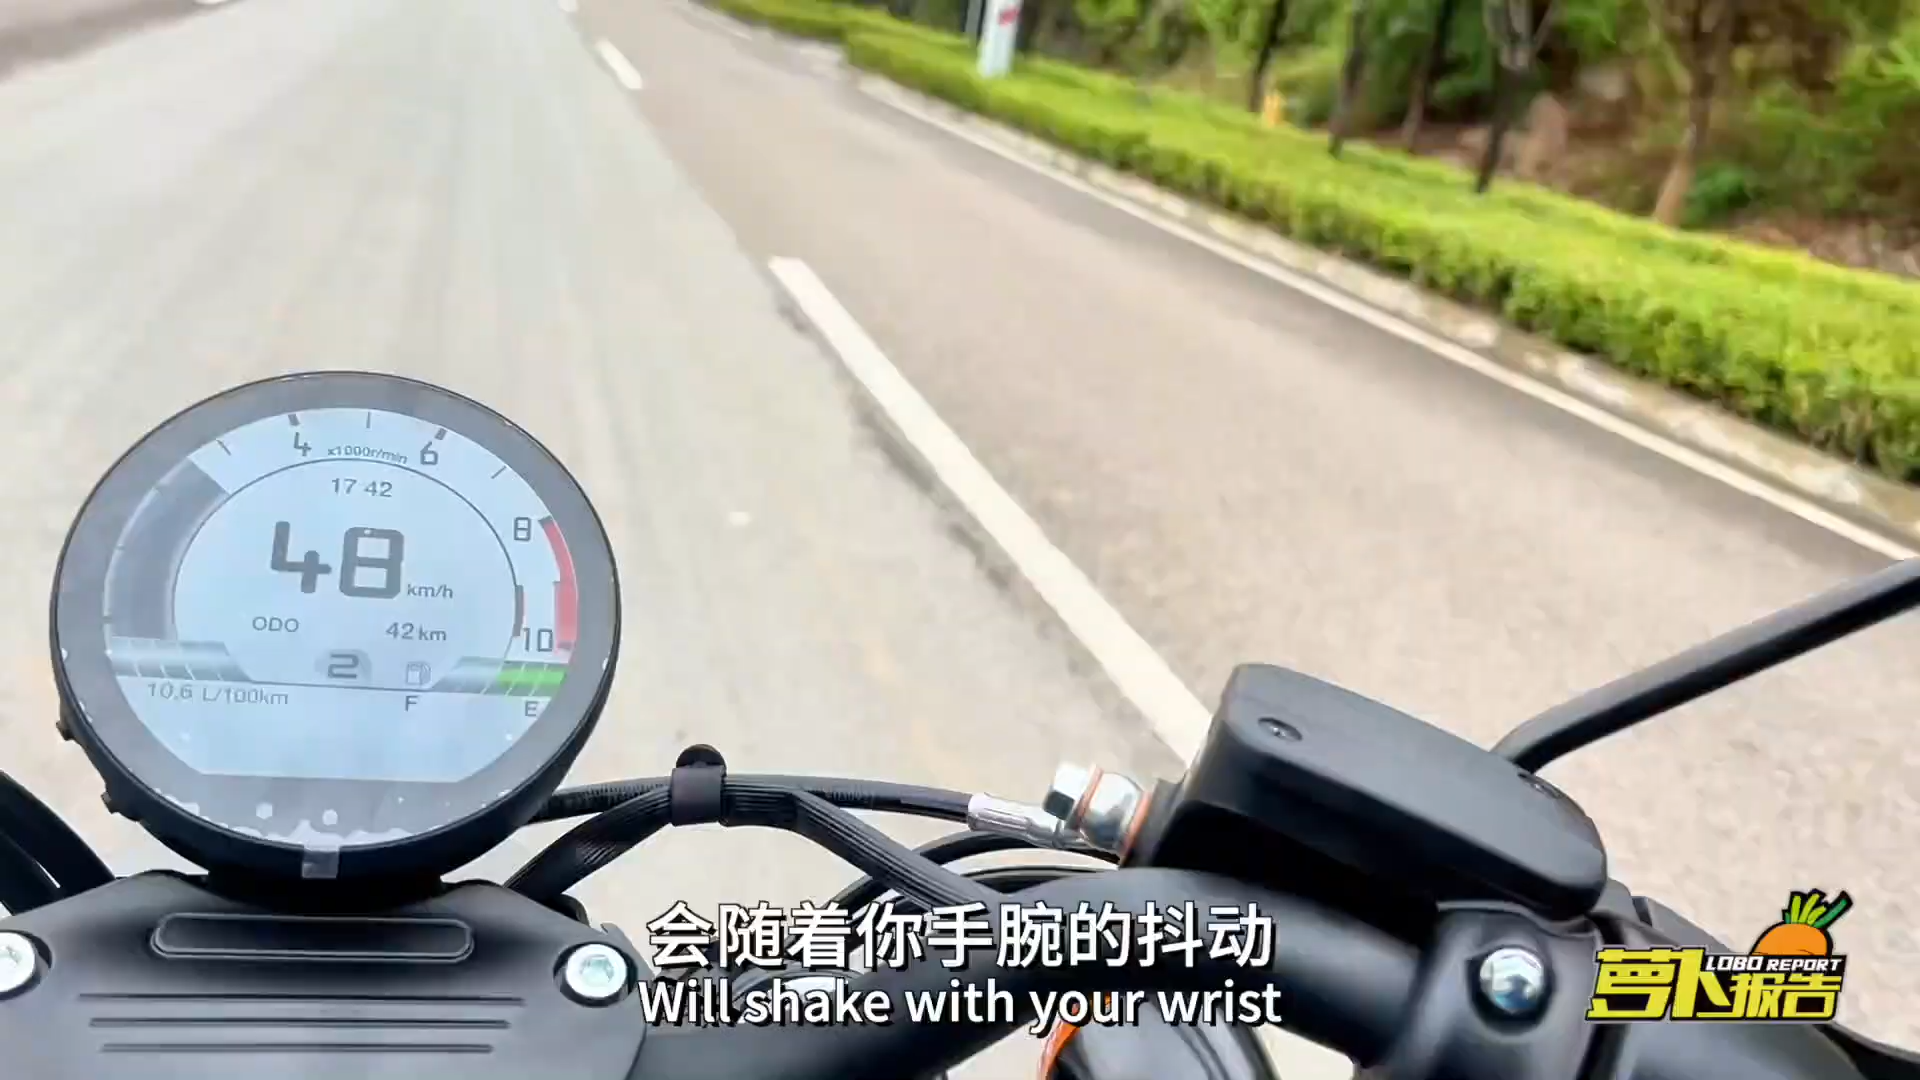 4
x1000r/min
6
17:42
8
48 km/h
ODO
42 km
10
2
10.6 L/100km
F
E
会随着你手腕的抖动
Will shake with your wrist
LOBO REPORT
萝卜报告